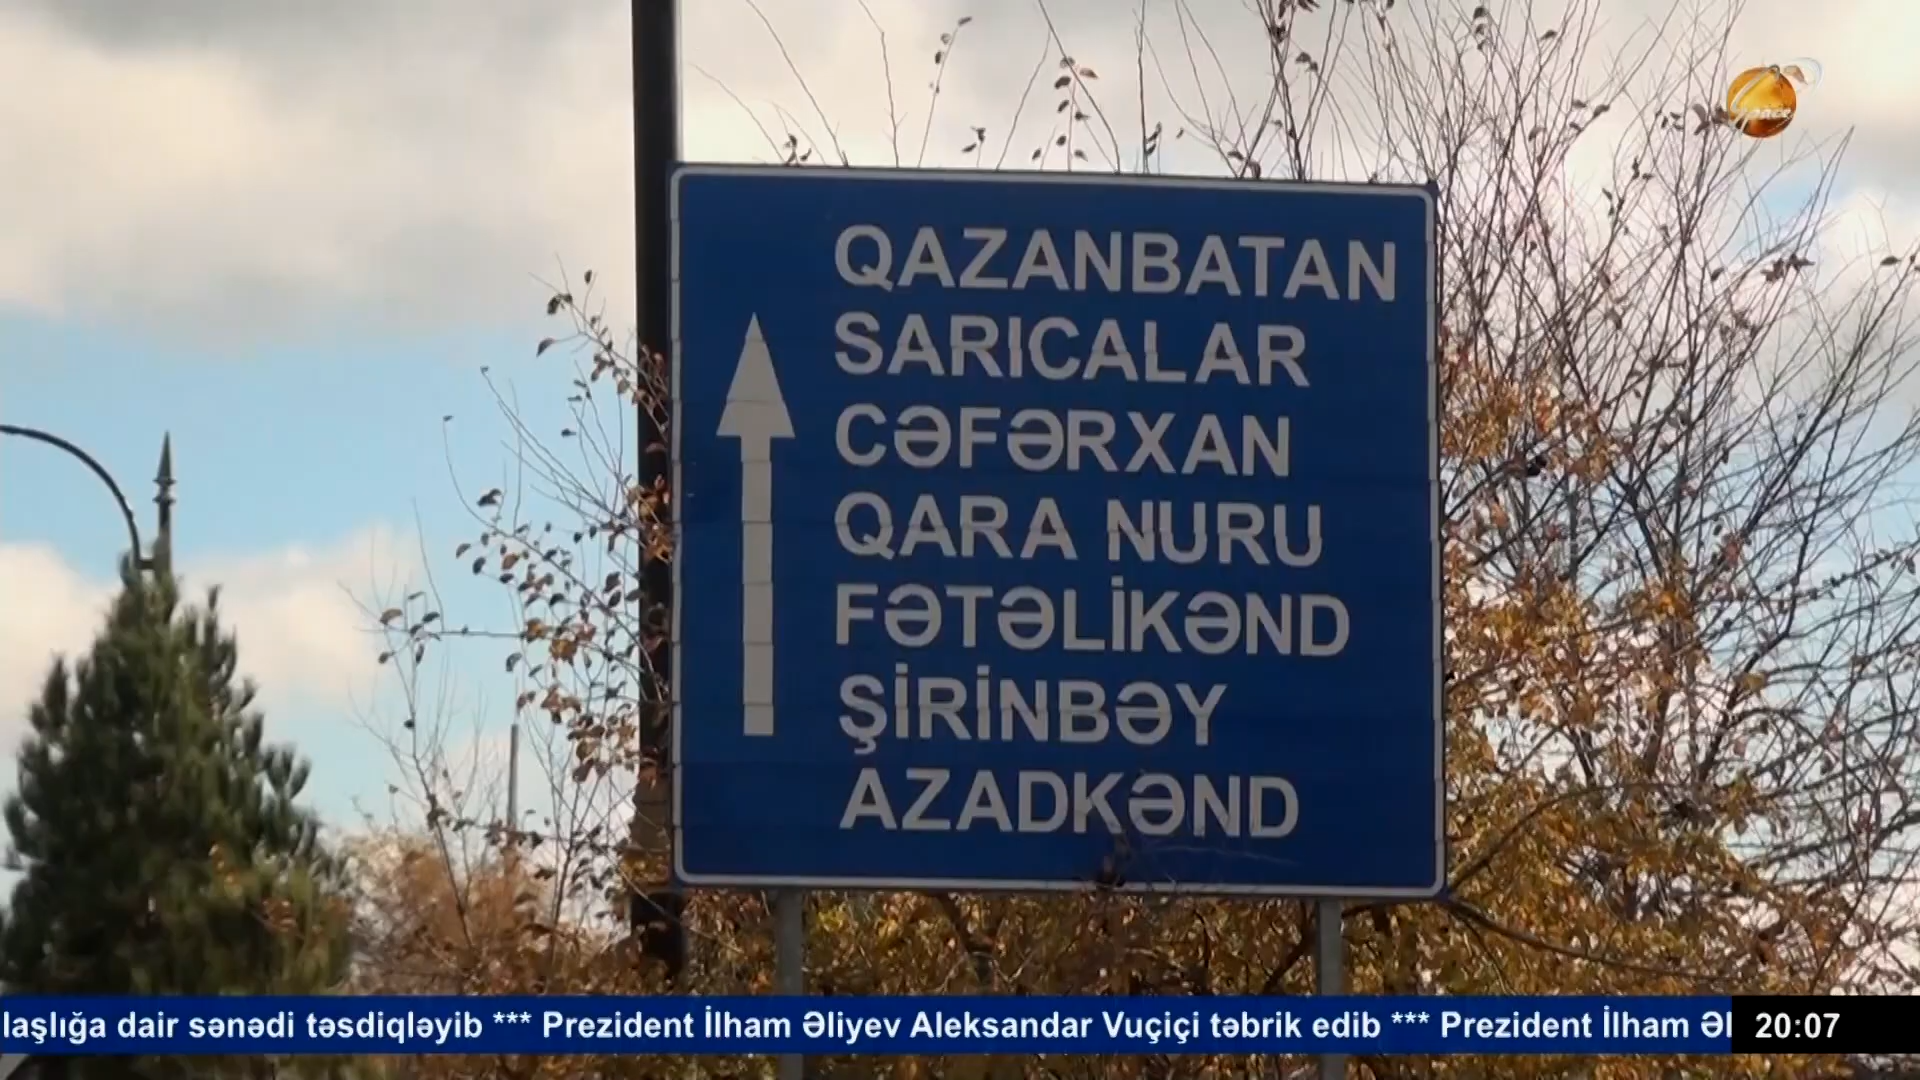 space
QAZANBATAN
SARICALAR
CƏFƏRXAN
QARA NURU
FƏTƏLİKƏND
ŞİRİNBƏY
AZADKƏND
laşlığa dair sənədi təsdiqləyib *** Prezident İlham Əliyev Aleksandar Vuçiçi təbrik edib *** Prezident İlham Əl
20:07